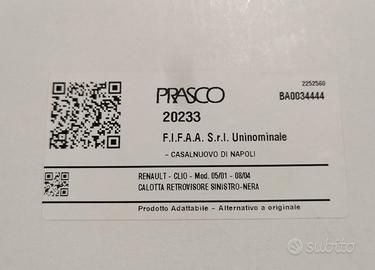 2252560
PRASCO
BA0034444
20233
F.I.F.A.A. S.r.l. Uninominale
- CASALNUOVO DI NAPOLI
RENAULT - CLIO - Mod. 05/01 - 08/04
CALOTTA RETROVISORE SINISTRO-NERA
Prodotto Adattabile - Alternativo a originale
subito